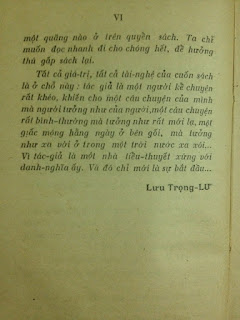 VI
một quãng nào ở trên quyển sách. Ta chỉ
muốn đọc nhanh đi cho chóng hết, để hưởng
thú gấp sách lại.
Tất cả giá-trị, tất cả tài-nghệ của cuốn sách
là ở chỗ này: tác giả là một người kể chuyện
rất khéo, khiến cho một câu chuyện của mình
mà người tưởng như của người, một câu chuyện
rất bình-thường mà tưởng như rất mới lạ, một
giấc mộng hằng ngày ở bên gối, mà tưởng
như xa vời ở trong một trời nước xa xôi...
Vì tác-giả là một nhà tiểu-thuyết xứng với
danh-nghĩa ấy. Và đó chỉ mới là sự bắt đầu...
Lưu Trọng-Lư